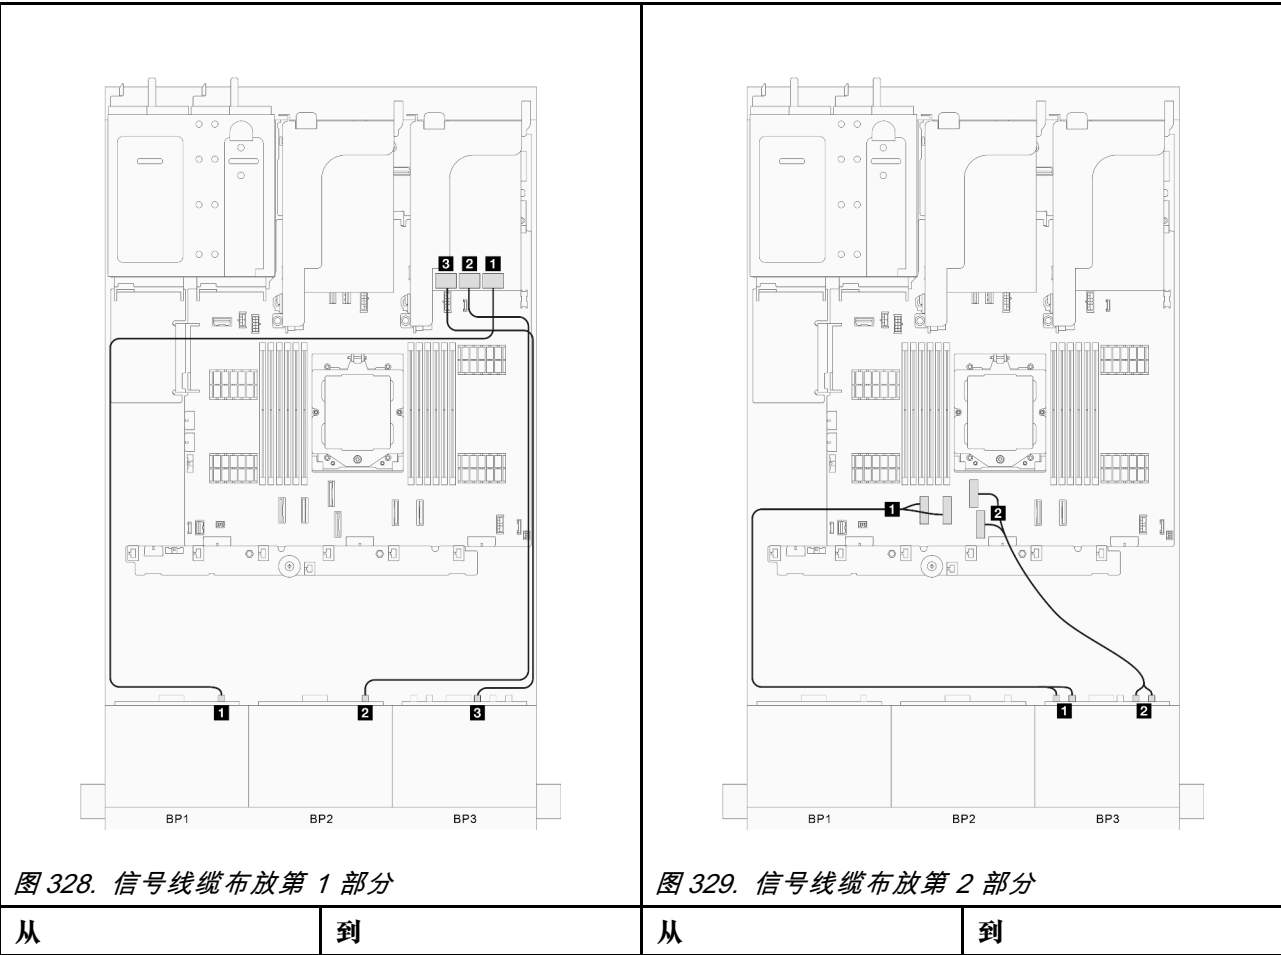 3 2 1
1 2 3
BP1 BP2 BP3
图 328. 信号线缆布放第 1 部分
从 到
1 2
1 2
BP1 BP2 BP3
图 329. 信号线缆布放第 2 部分
从 到